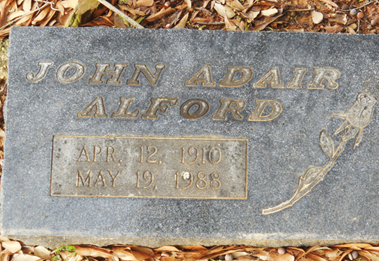 JOHN ADAIR
ALFORD
APR. 12, 1910
MAY 19, 1988